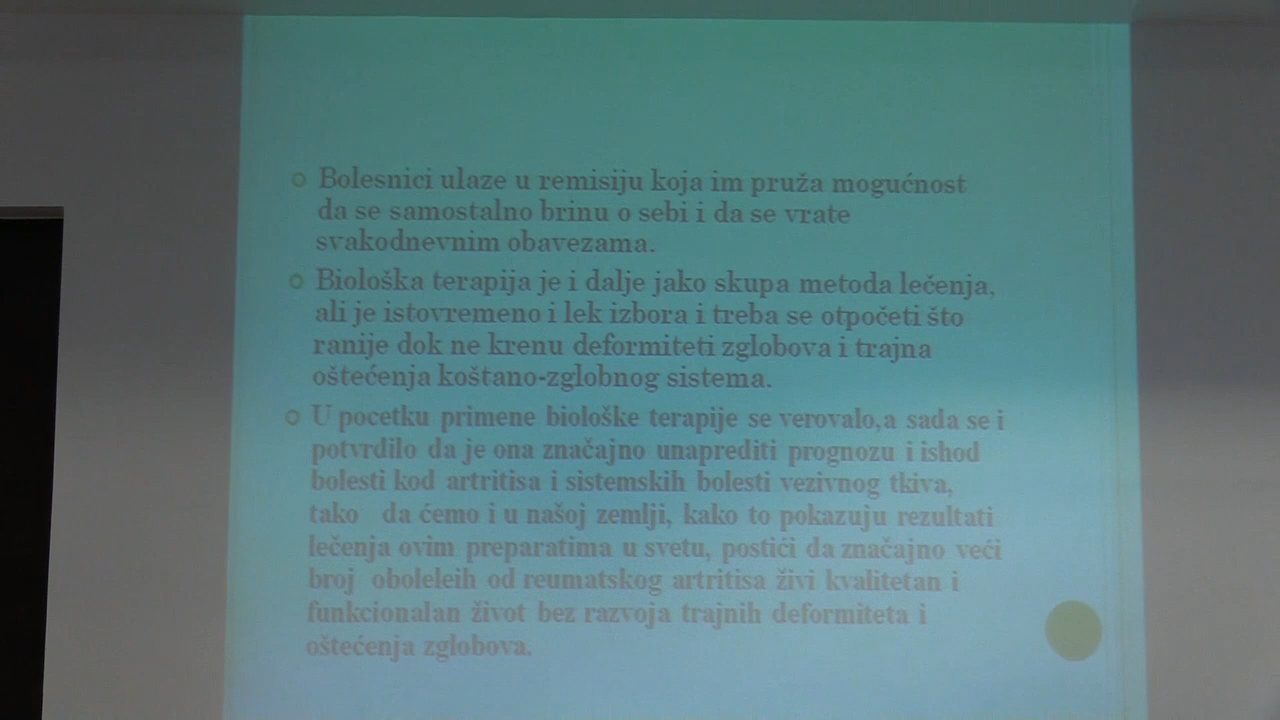 Bolesnici ulaze u remisiju koja im pruža mogućnost
da se samostalno brinu o sebi i da se vrate
svakodnevnim obavezama.
Biološka terapija je i dalje jako skupa metoda lečenja,
ali je istovremeno i lek izbora i treba se otpočeti što
ranije dok ne krenu deformiteti zglobova i trajna
oštećenja koštano-zglobnog sistema.
U pocetku primene biološke terapije se verovalo,a sada se i
potvrdilo da je ona značajno unaprediti prognozu i ishod
bolesti kod artritisa i sistemskih bolesti vezivnog tkiva,
tako da ćemo i u našoj zemlji, kako to pokazuju rezultati
lečenja ovim preparatima u svetu, postići da značajno veći
broj oboleleih od reumatskog artritisa živi kvalitetan i
funkcionalan život bez razvoja trajnih deformiteta i
oštećenja zglobova.